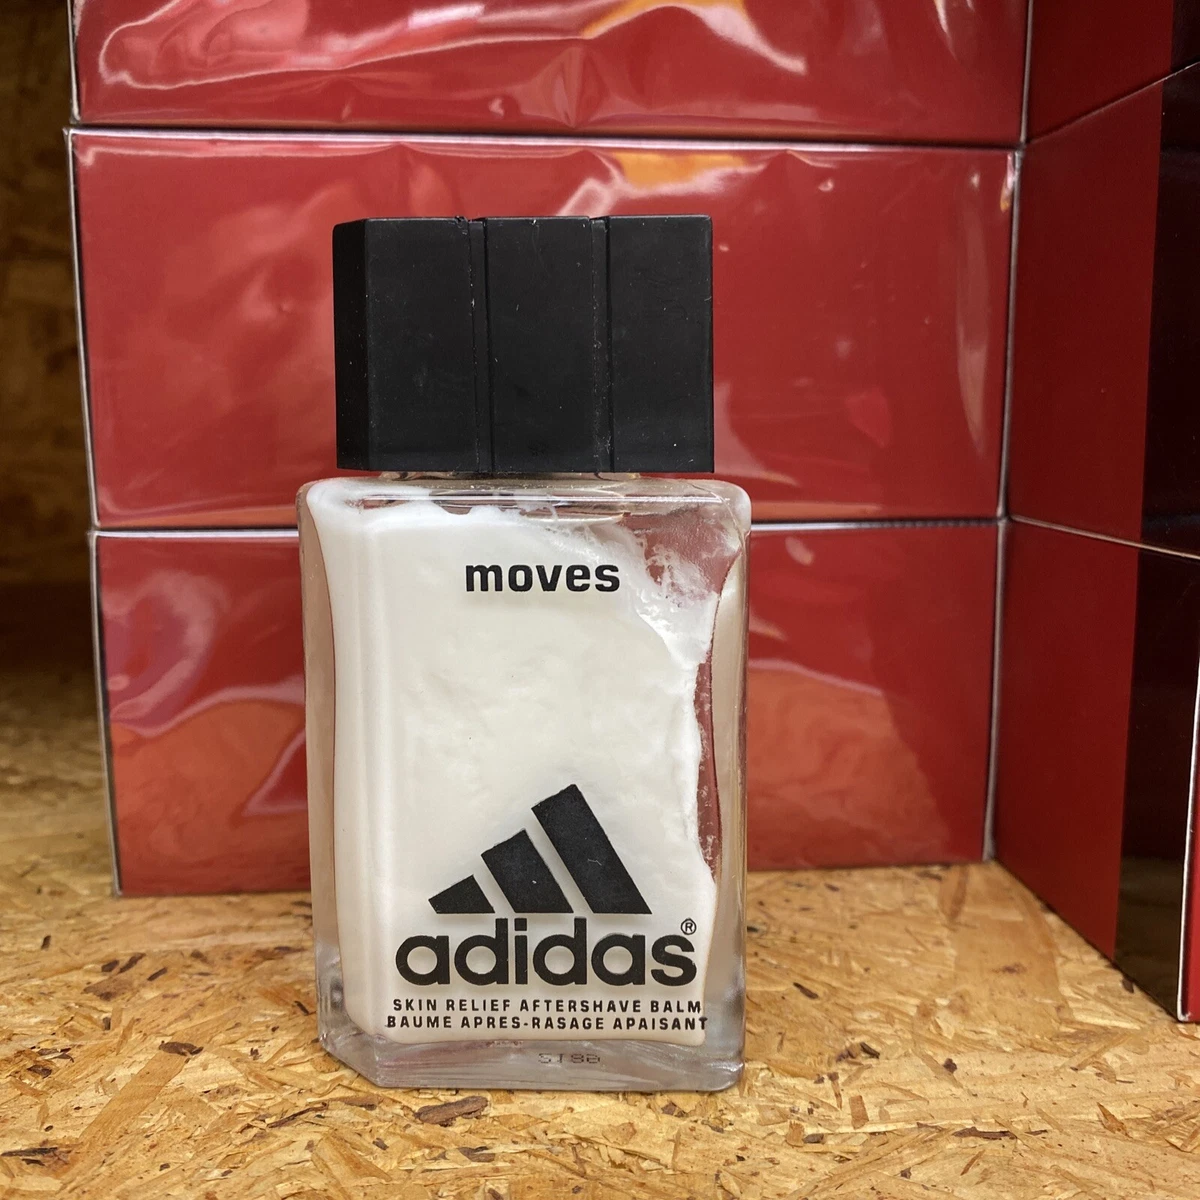 moves
adidas®
SKIN RELIEF AFTERSHAVE BALM
BAUME APRES-RASAGE APAISANT